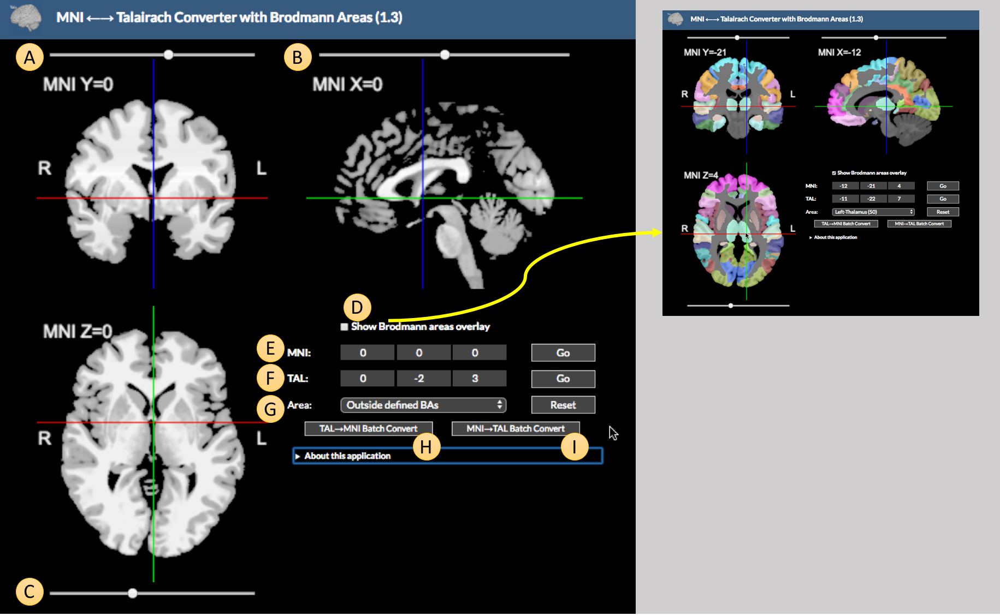 MNI ←→ Talairach Converter with Brodmann Areas (1.3)
A
B
MNI Y=0
MNI X=0
R
L
D
Show Brodmann areas overlay
MNI Z=0
E MNI: 0 0 0 Go
F TAL: 0 -2 3 Go
G Area: Outside defined BAs Reset
TAL→MNI Batch Convert MNI→TAL Batch Convert
H
I
R
L
► About this application
C
MNI ←→ Talairach Converter with Brodmann Areas (1.3)
MNI Y=-21
MNI X=-12
R
L
MNI Z=4
Show Brodmann areas overlay
MNI: -12 -21 4 Go
TAL: -11 -22 7 Go
Area: Left-Thalamus (50) Reset
TAL→MNI Batch Convert MNI→TAL Batch Convert
R
L
► About this application